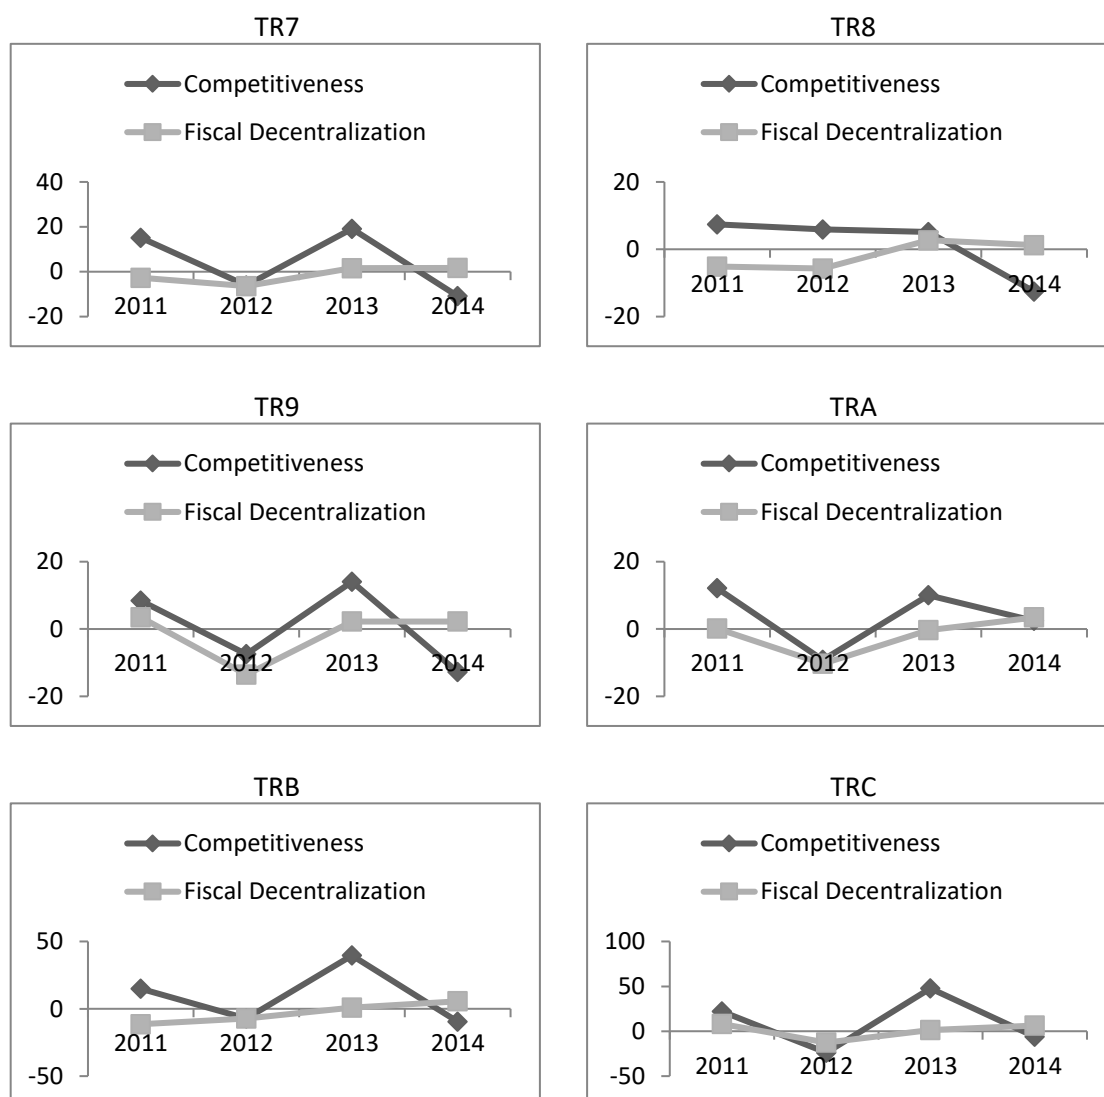 TR7
Competitiveness
Fiscal Decentralization
40
20
0
-20
2011 2012 2013 2014
TR8
Competitiveness
Fiscal Decentralization
20
0
-20
2011 2012 2013 2014
TR9
Competitiveness
Fiscal Decentralization
20
0
-20
2011 2012 2013 2014
TRA
Competitiveness
Fiscal Decentralization
20
0
-20
2011 2012 2013 2014
TRB
Competitiveness
Fiscal Decentralization
50
0
-50
2011 2012 2013 2014
TRC
Competitiveness
Fiscal Decentralization
100
50
0
-50
2011 2012 2013 2014